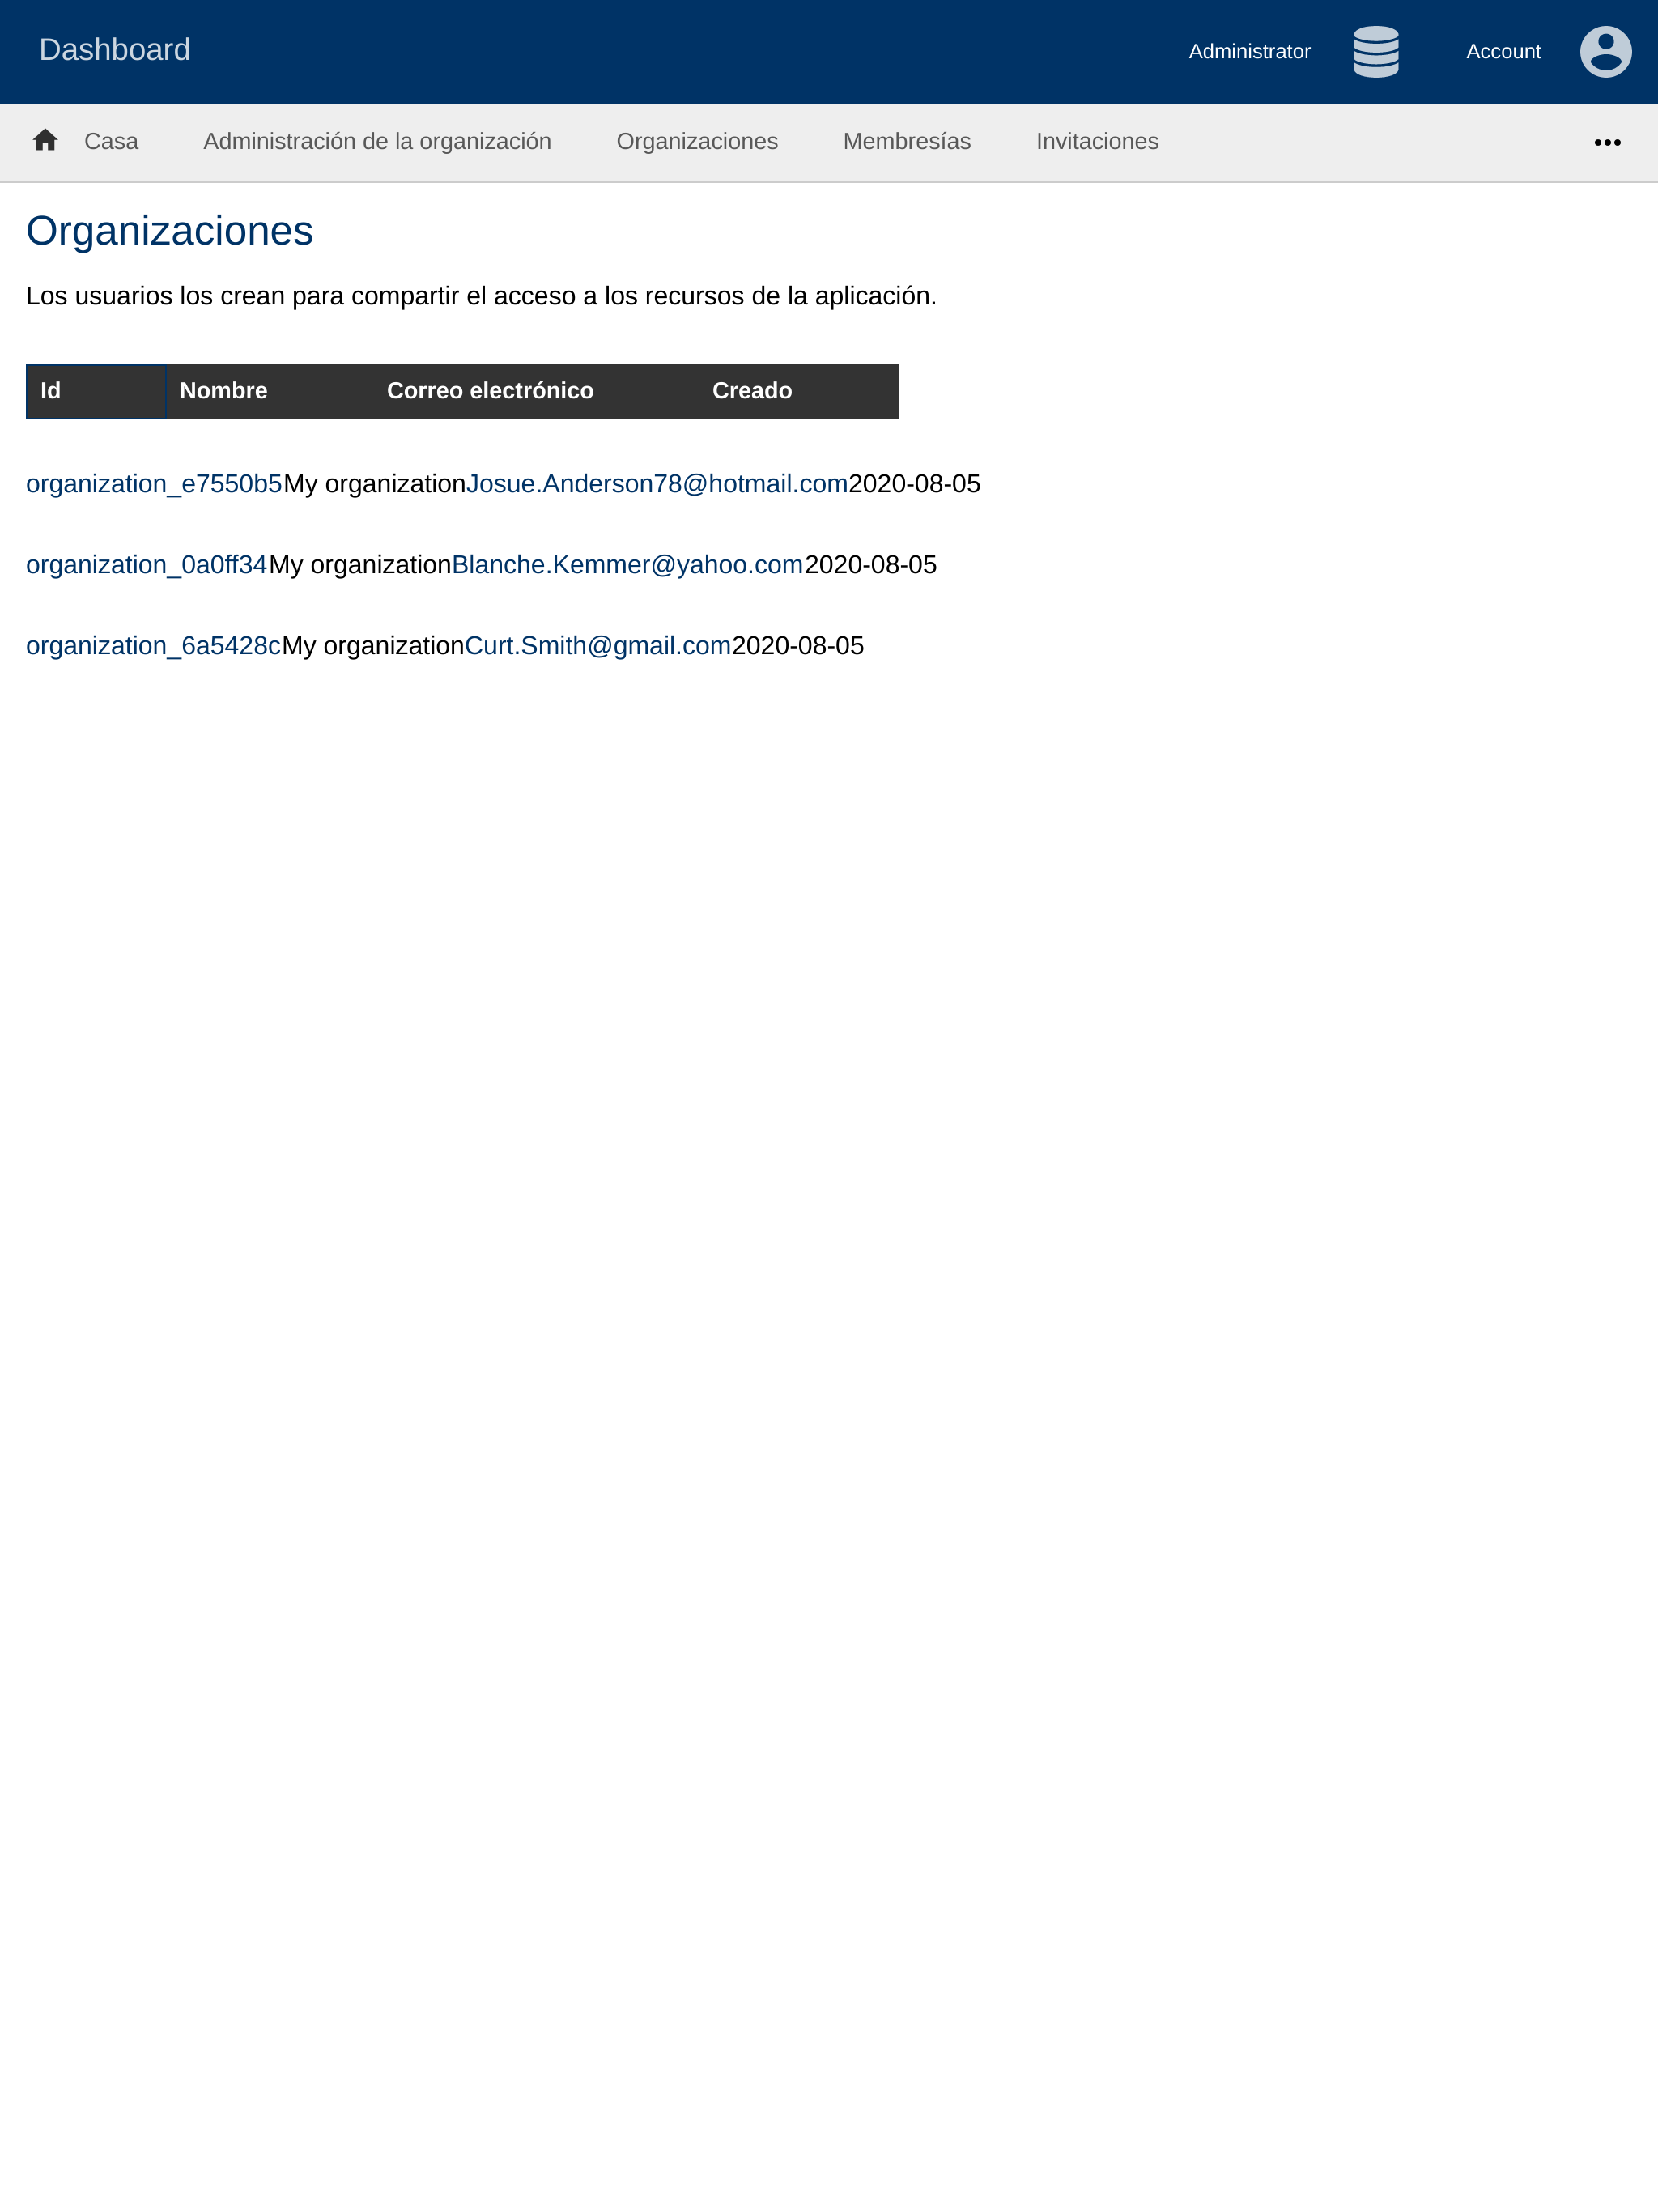 Dashboard Administrator Account
Casa Administración de la organización Organizaciones Membresías Invitaciones
Organizaciones
Los usuarios los crean para compartir el acceso a los recursos de la aplicación.
Id Nombre Correo electrónico Creado
organization_e7550b5My organizationJosue.Anderson78@hotmail.com2020-08-05
organization_0a0ff34My organizationBlanche.Kemmer@yahoo.com2020-08-05
organization_6a5428cMy organizationCurt.Smith@gmail.com2020-08-05